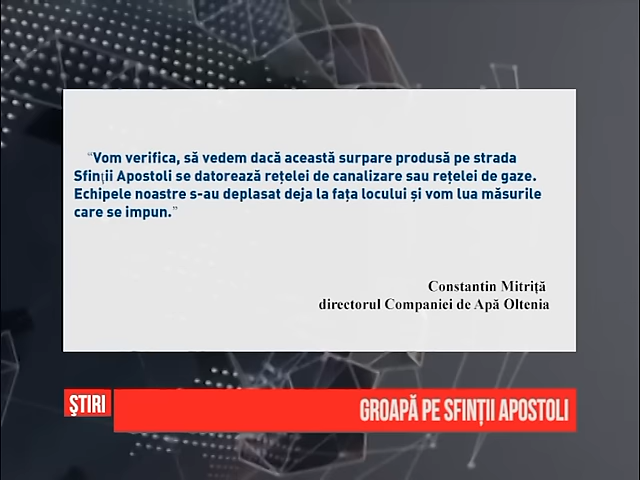 “Vom verifica, să vedem dacă această surpare produsă pe strada
Sfinții Apostoli se datorează rețelei de canalizare sau rețelei de gaze.
Echipele noastre s-au deplasat deja la fața locului și vom lua măsurile
care se impun.”
Constantin Mitriță
directorul Companiei de Apă Oltenia
ŞTIRI
GROAPĂ PE SFINȚII APOSTOLI